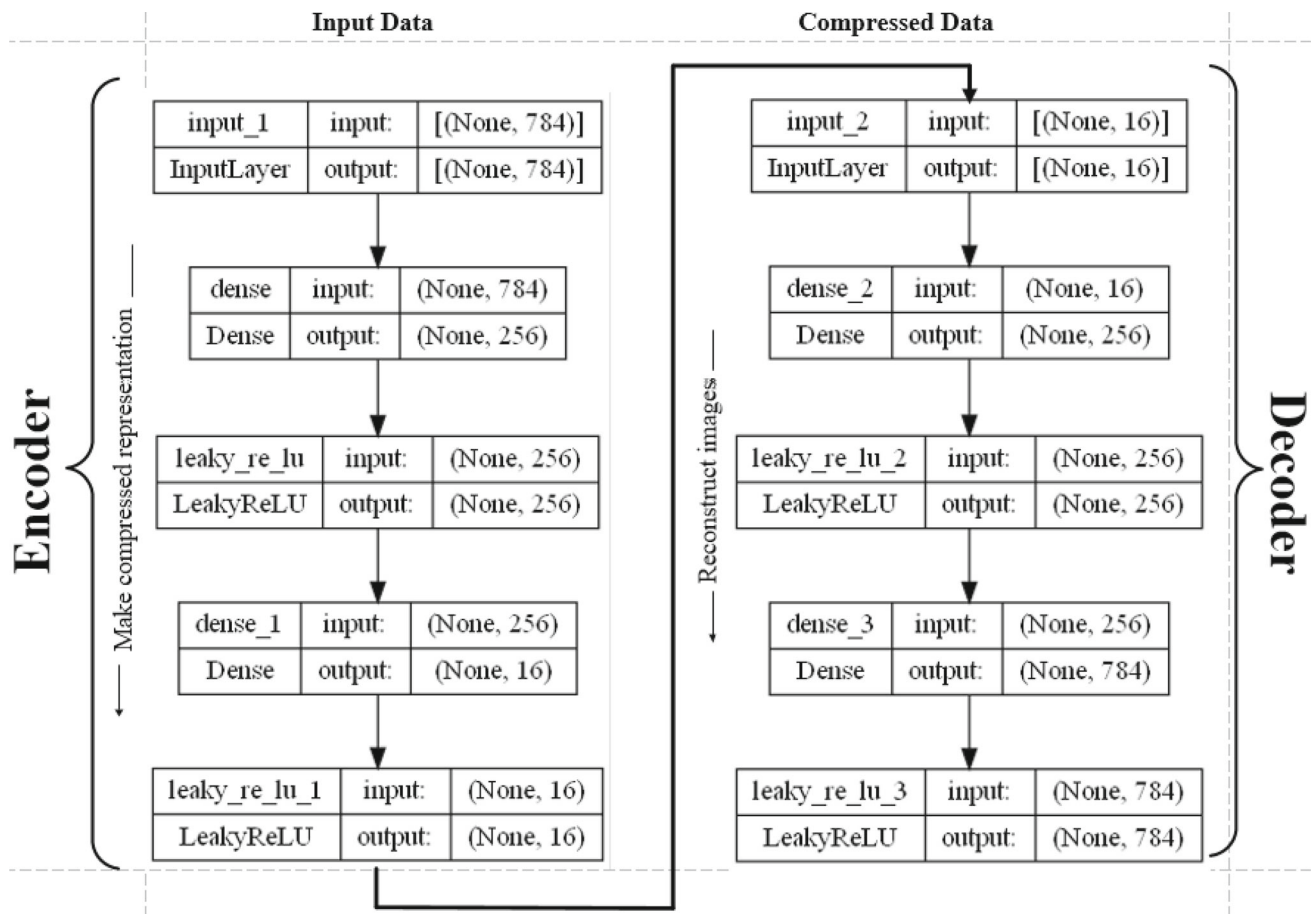 Input Data
Compressed Data
Encoder
Make compressed representation
input_1 input: [(None, 784)]
InputLayer output: [(None, 784)]
dense input: (None, 784)
Dense output: (None, 256)
leaky_re_lu input: (None, 256)
LeakyReLU output: (None, 256)
dense_1 input: (None, 256)
Dense output: (None, 16)
leaky_re_lu_1 input: (None, 16)
LeakyReLU output: (None, 16)
Reconstruct images
input_2 input: [(None, 16)]
InputLayer output: [(None, 16)]
dense_2 input: (None, 16)
Dense output: (None, 256)
leaky_re_lu_2 input: (None, 256)
LeakyReLU output: (None, 256)
dense_3 input: (None, 256)
Dense output: (None, 784)
leaky_re_lu_3 input: (None, 784)
LeakyReLU output: (None, 784)
Decoder